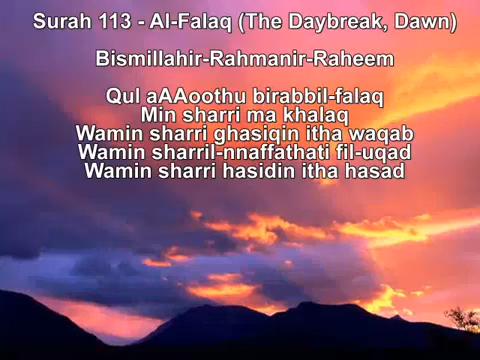 Surah 113 - Al-Falaq (The Daybreak, Dawn)
Bismillahir-Rahmanir-Raheem
Qul aAAoothu birabbil-falaq
Min sharri ma khalaq
Wamin sharri ghasiqin itha waqab
Wamin sharril-nnaffathati fil-uqad
Wamin sharri hasidin itha hasad